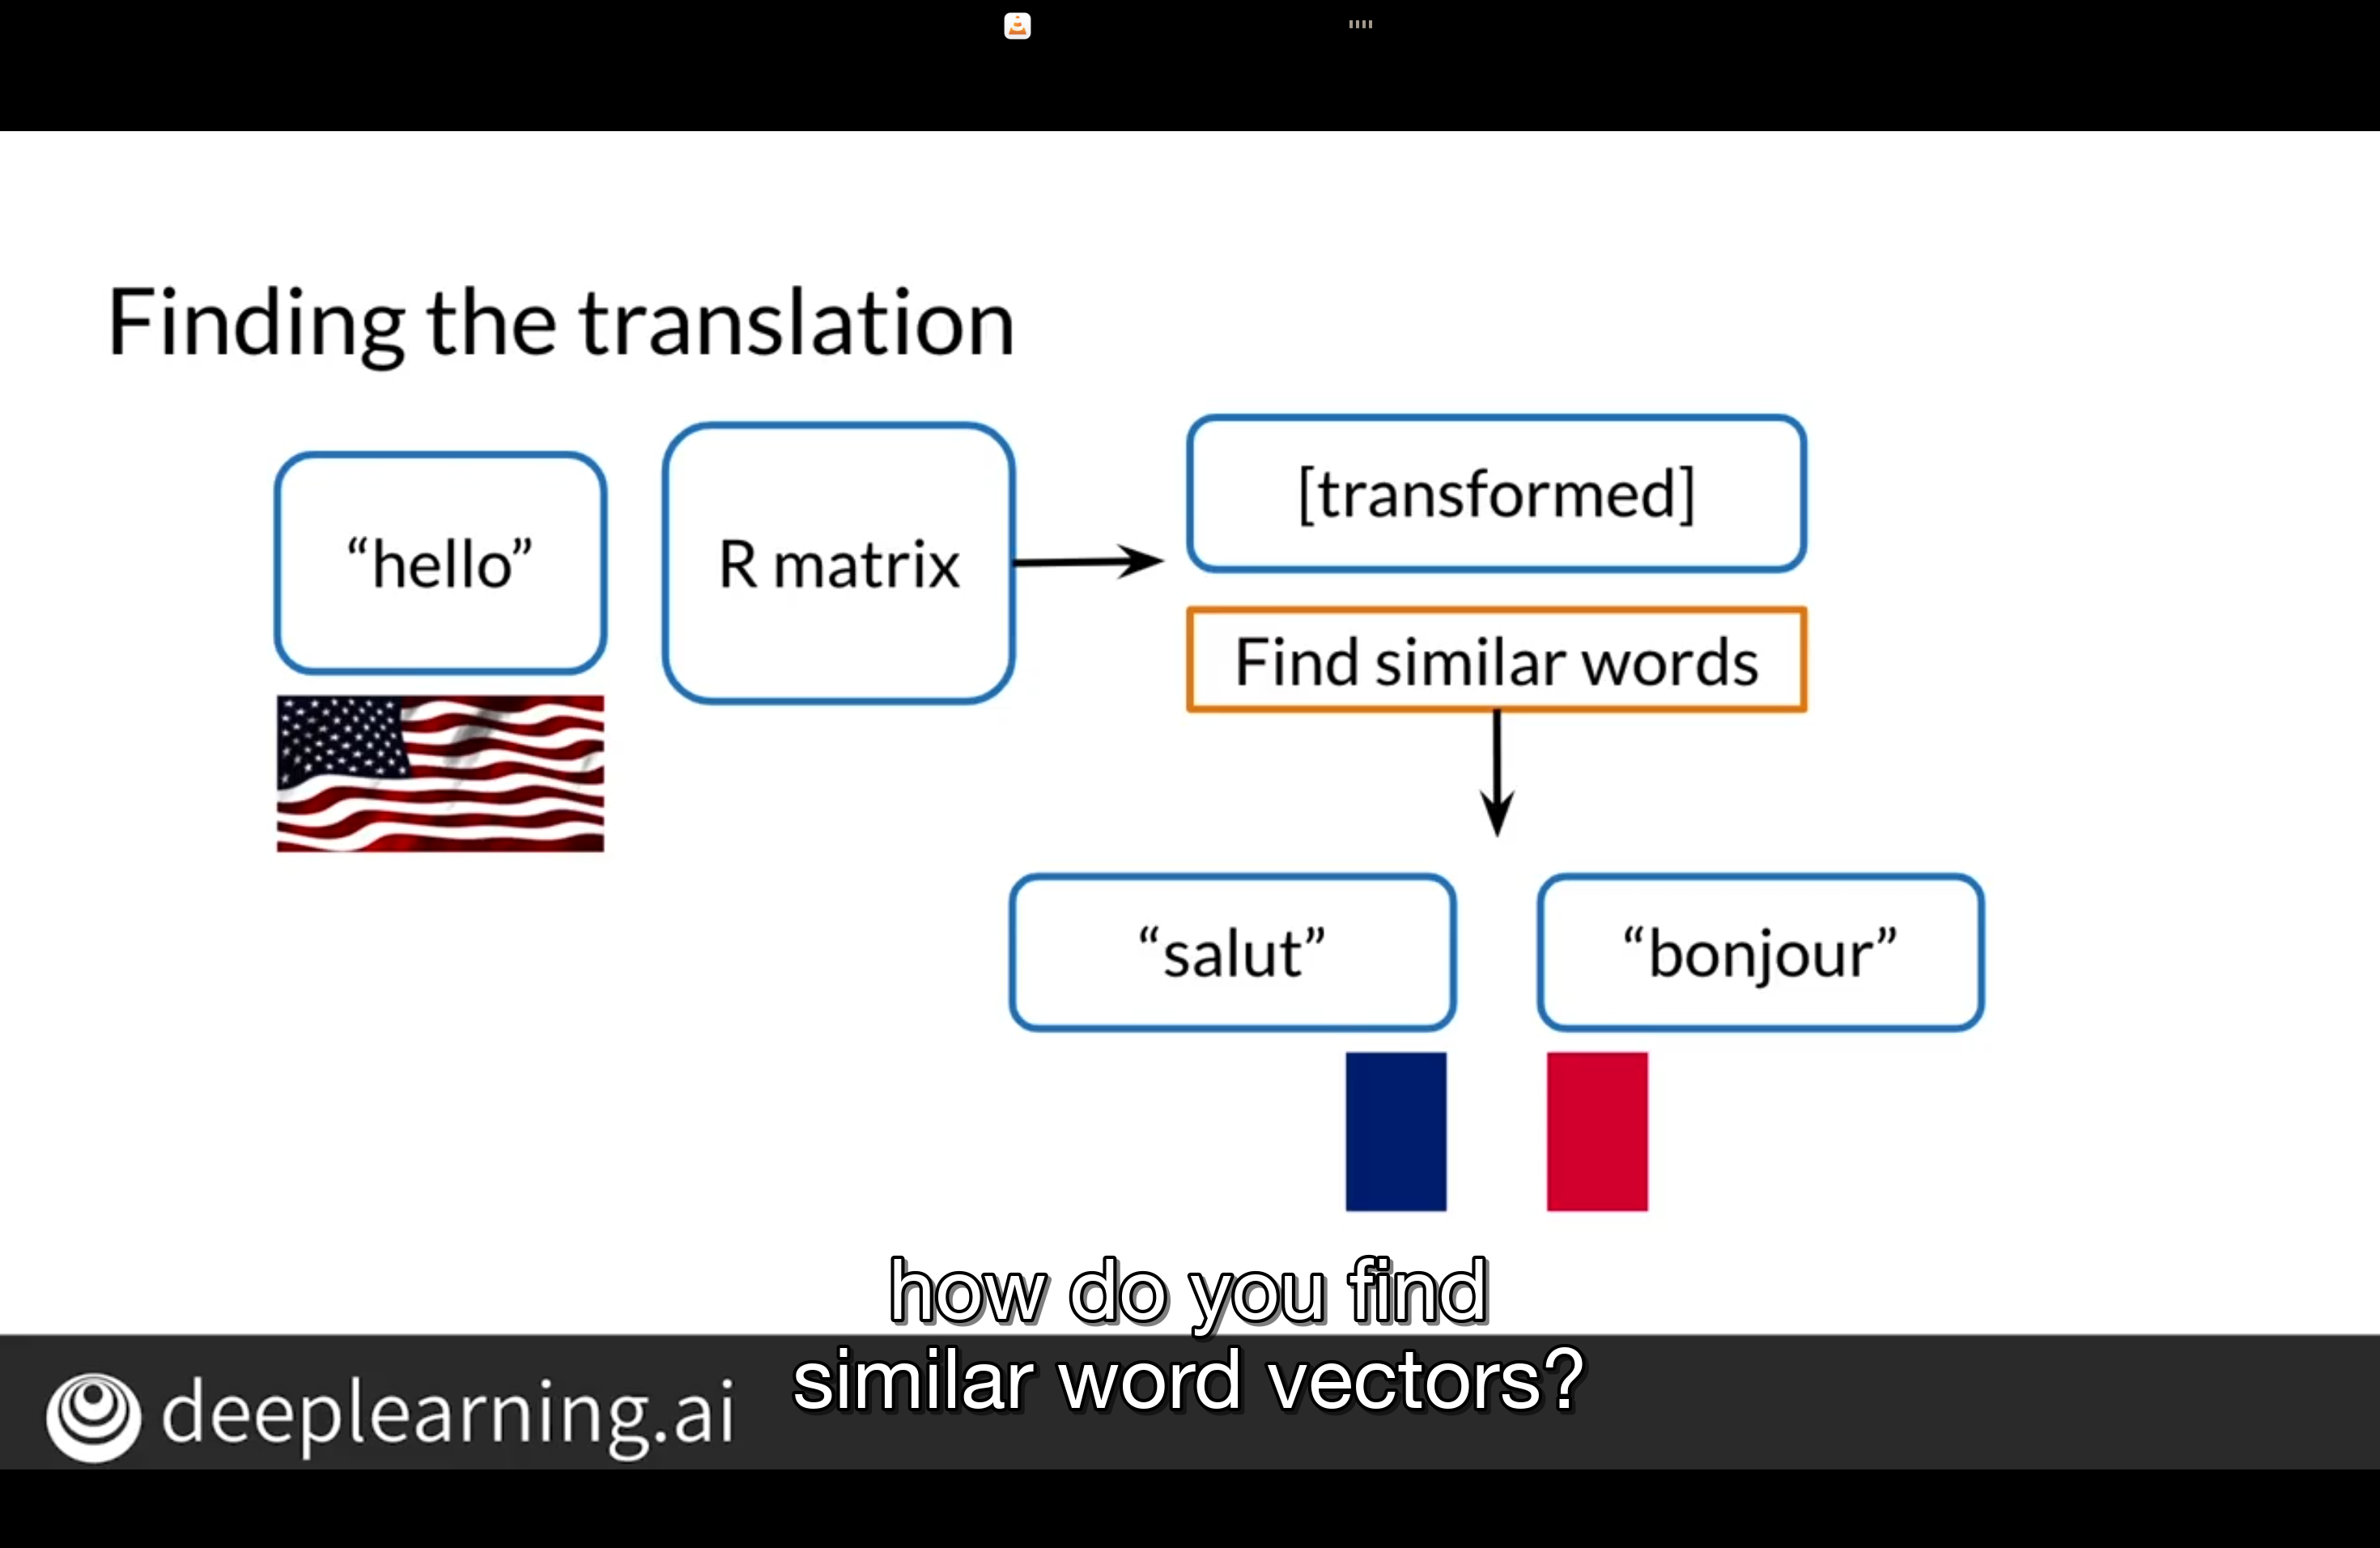 Finding the translation
“hello”
R matrix
[transformed]
Find similar words
“salut”
“bonjour”
how do you find
similar word vectors?
deeplearning.ai